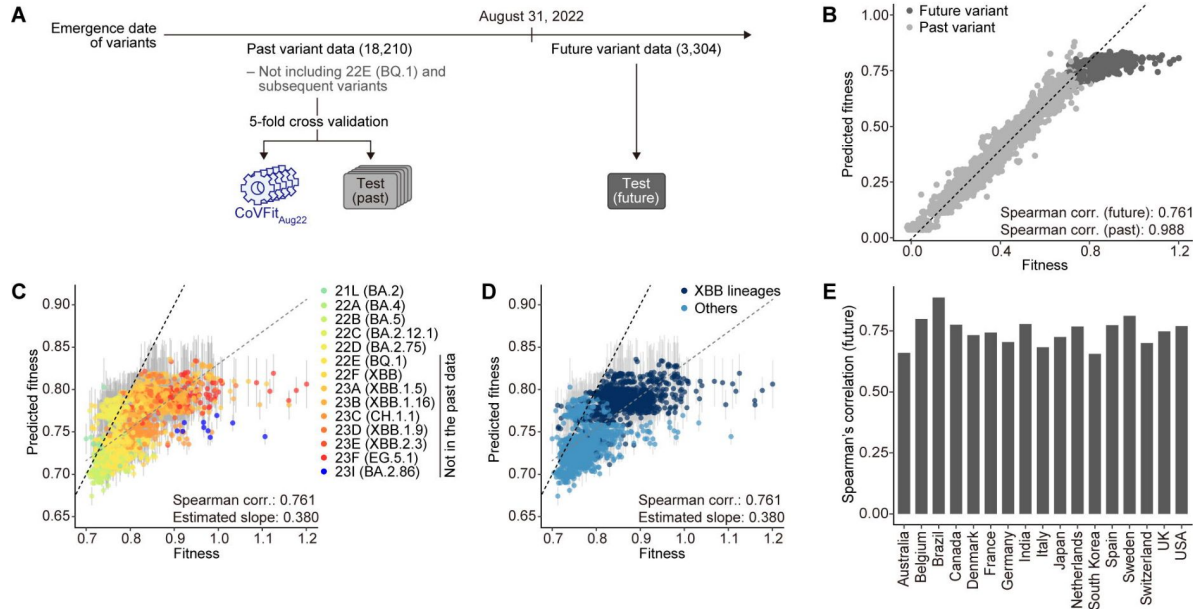 A
August 31, 2022
Emergence date
of variants
Past variant data (18,210)
Future variant data (3,304)
– Not including 22E (BQ.1) and
subsequent variants
5-fold cross validation
CoVFitAug22
Test
(past)
Test
(future)
B
Future variant
Past variant
1.00
0.75
0.50
0.25
0.00
Predicted fitness
Spearman corr. (future): 0.761
Spearman corr. (past): 0.988
0.0
0.4
0.8
1.2
Fitness
C
0.90
0.85
0.80
0.75
0.70
0.65
Predicted fitness
21L (BA.2)
22A (BA.4)
22B (BA.5)
22C (BA.2.12.1)
22D (BA.2.75)
22E (BQ.1)
22F (XBB)
23A (XBB.1.5)
23B (XBB.1.16)
23C (CH.1.1)
23D (XBB.1.9)
23E (XBB.2.3)
23F (EG.5.1)
23I (BA.2.86)
Not in the past data
Spearman corr.: 0.761
Estimated slope: 0.380
0.7
0.8
0.9
1.0
1.1
1.2
Fitness
D
XBB lineages
Others
0.90
0.85
0.80
0.75
0.70
0.65
Predicted fitness
Spearman corr.: 0.761
Estimated slope: 0.380
0.7
0.8
0.9
1.0
1.1
1.2
Fitness
E
Spearman's correlation (future)
1.00
0.75
0.50
0.25
0.00
Australia
Belgium
Brazil
Canada
Denmark
France
Germany
India
Italy
Japan
Netherlands
South Korea
Spain
Sweden
Switzerland
UK
USA